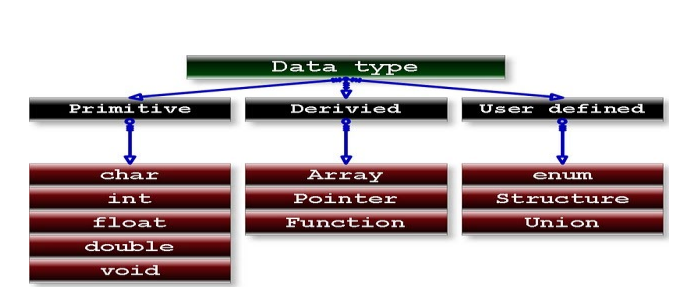 Data type
Primitive
Derivied
User defined
char
int
float
double
void
Array
Pointer
Function
enum
Structure
Union